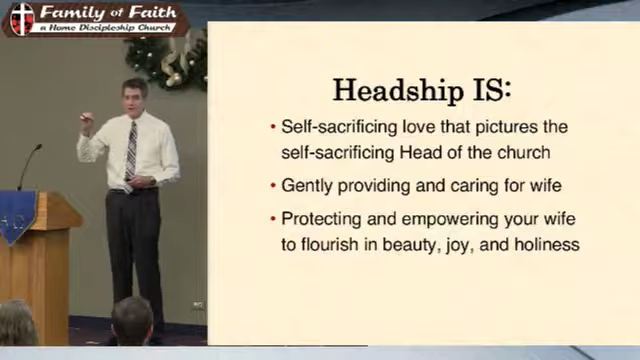 Family of Faith
a Home Discipleship Church
Headship IS:
• Self-sacrificing love that pictures the
self-sacrificing Head of the church
• Gently providing and caring for wife
• Protecting and empowering your wife
to flourish in beauty, joy, and holiness